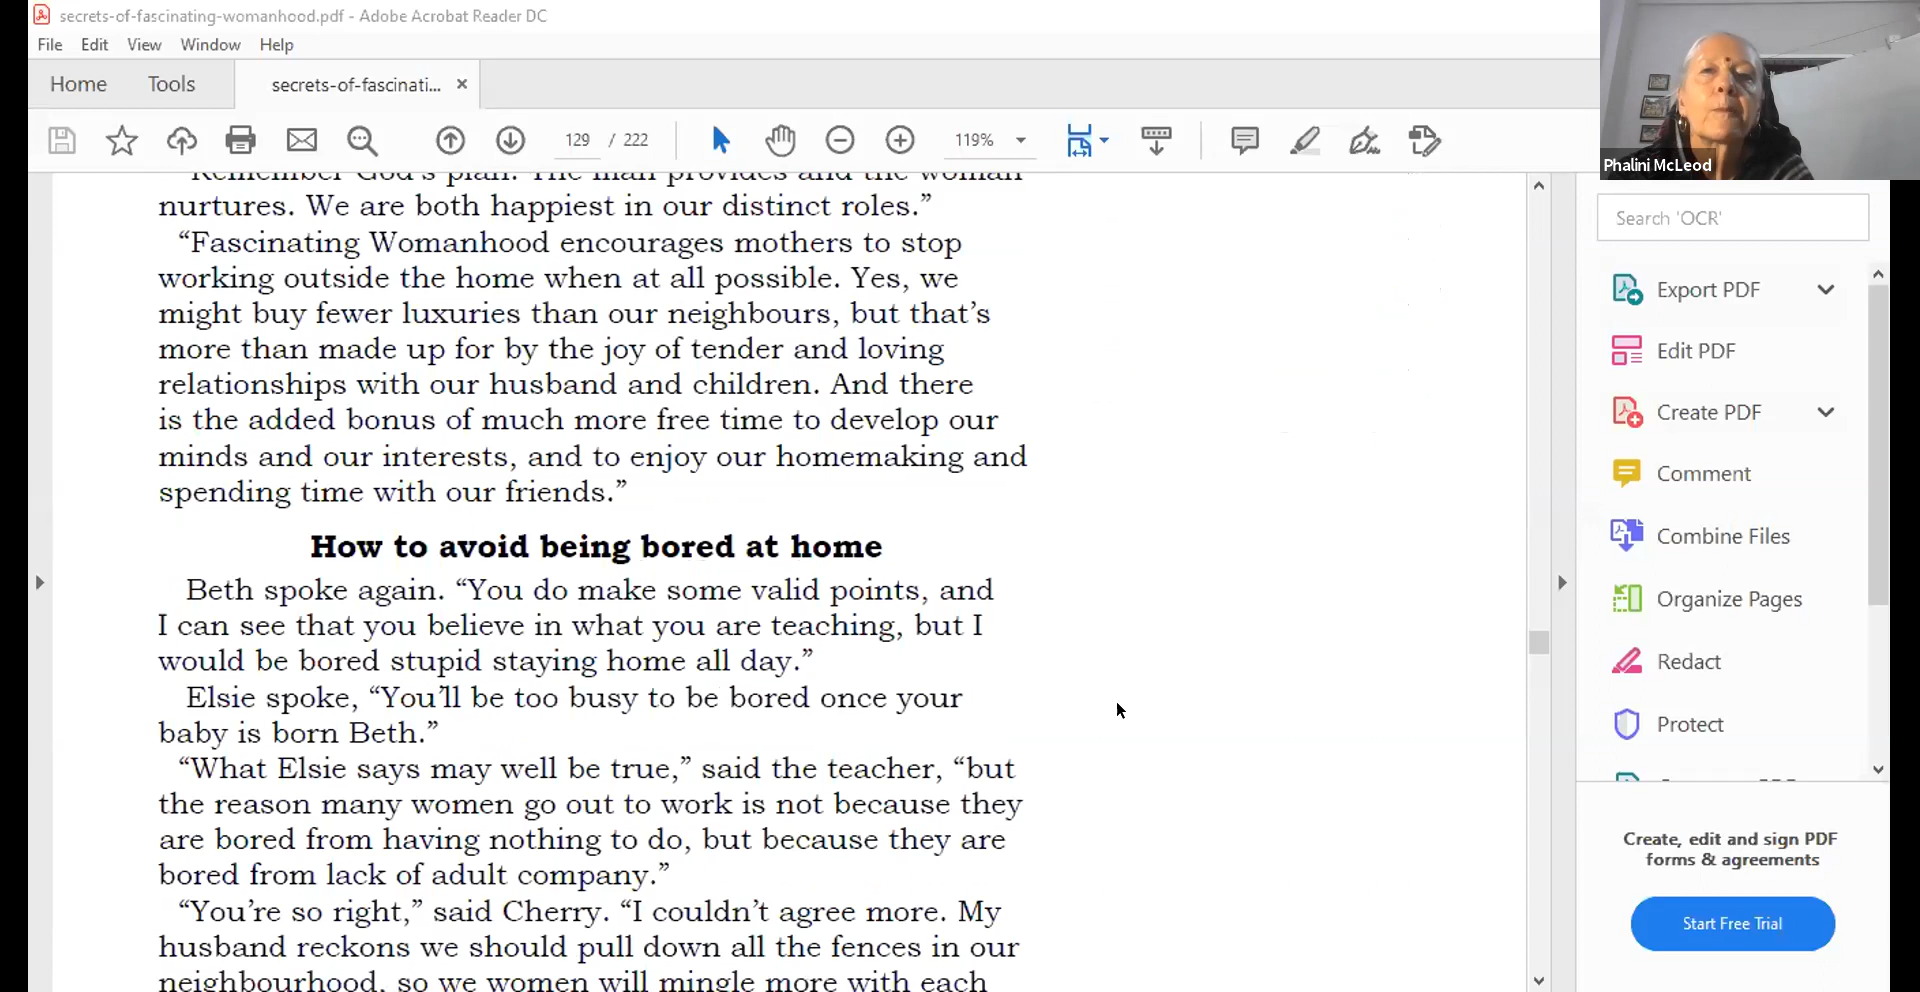 secrets-of-fascinating-womanhood.pdf - Adobe Acrobat Reader DC
File Edit View Window Help
Home Tools secrets-of-fascinati... ×
129 / 222 119%
Phalini McLeod
“Remember God's plan. The man provides and the woman
nurtures. We are both happiest in our distinct roles.”
“Fascinating Womanhood encourages mothers to stop
working outside the home when at all possible. Yes, we
might buy fewer luxuries than our neighbours, but that’s
more than made up for by the joy of tender and loving
relationships with our husband and children. And there
is the added bonus of much more free time to develop our
minds and our interests, and to enjoy our homemaking and
spending time with our friends.”
How to avoid being bored at home
Beth spoke again. “You do make some valid points, and
I can see that you believe in what you are teaching, but I
would be bored stupid staying home all day.”
Elsie spoke, “You’ll be too busy to be bored once your
baby is born Beth.”
“What Elsie says may well be true,” said the teacher, “but
the reason many women go out to work is not because they
are bored from having nothing to do, but because they are
bored from lack of adult company.”
“You’re so right,” said Cherry. “I couldn’t agree more. My
husband reckons we should pull down all the fences in our
neighbourhood, so we women will mingle more with each
Search 'OCR'
Export PDF
Edit PDF
Create PDF
Comment
Combine Files
Organize Pages
Redact
Protect
Create, edit and sign PDF
forms & agreements
Start Free Trial